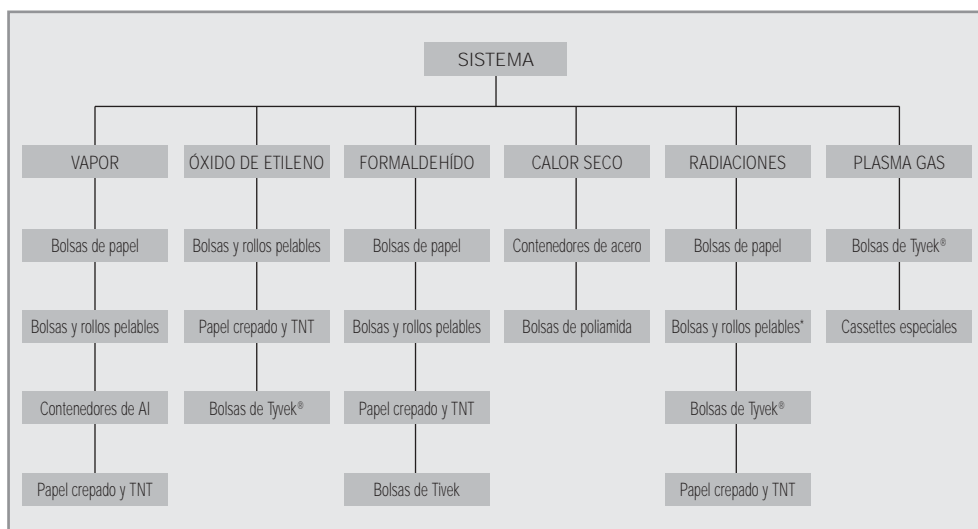 SISTEMA
VAPOR
ÓXIDO DE ETILENO
FORMALDEHÍDO
CALOR SECO
RADIACIONES
PLASMA GAS
Bolsas de papel
Bolsas y rollos pelables
Bolsas de papel
Contenedores de acero
Bolsas de papel
Bolsas de Tyvek®
Bolsas y rollos pelables
Papel crepado y TNT
Bolsas y rollos pelables
Bolsas de poliamida
Bolsas y rollos pelables*
Cassettes especiales
Contenedores de Al
Bolsas de Tyvek®
Papel crepado y TNT
Bolsas de Tyvek®
Papel crepado y TNT
Bolsas de Tivek
Papel crepado y TNT